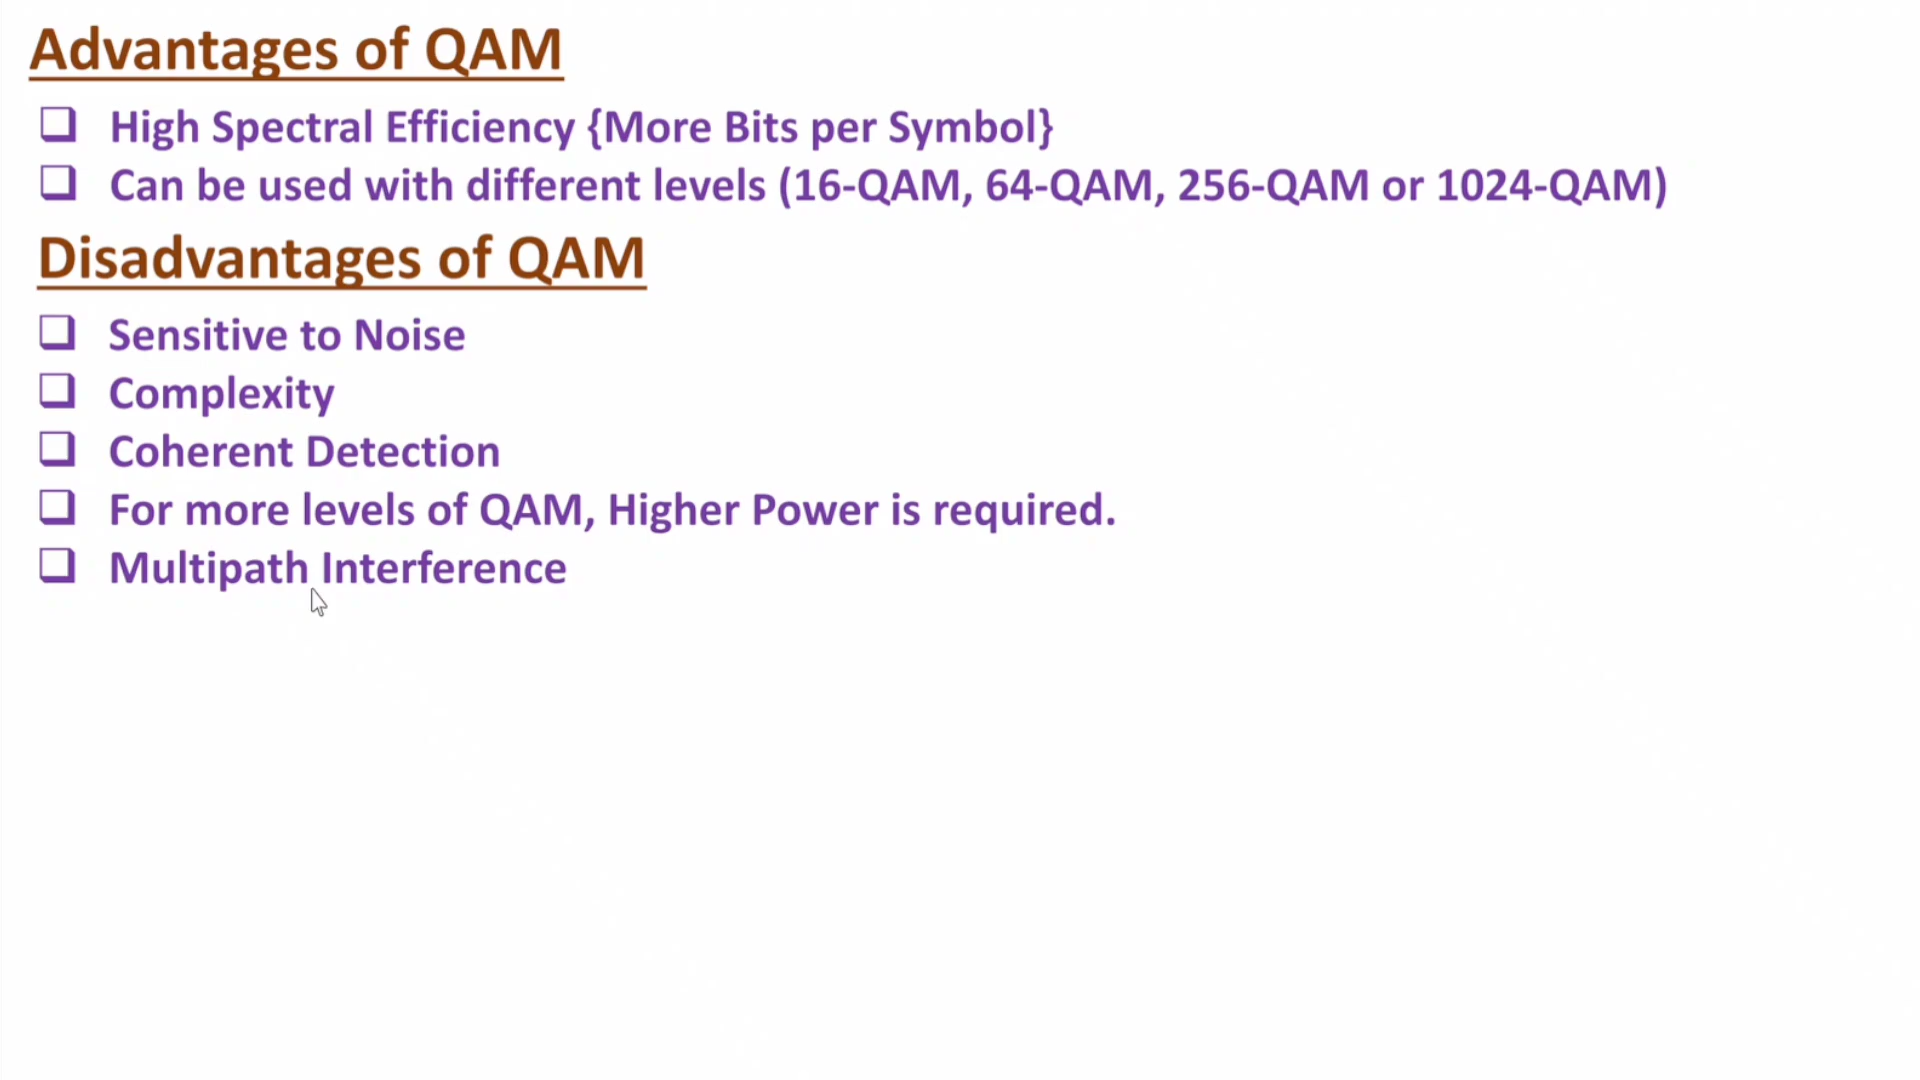 Advantages of QAM
High Spectral Efficiency {More Bits per Symbol}
Can be used with different levels (16-QAM, 64-QAM, 256-QAM or 1024-QAM)
Disadvantages of QAM
Sensitive to Noise
Complexity
Coherent Detection
For more levels of QAM, Higher Power is required.
Multipath Interference